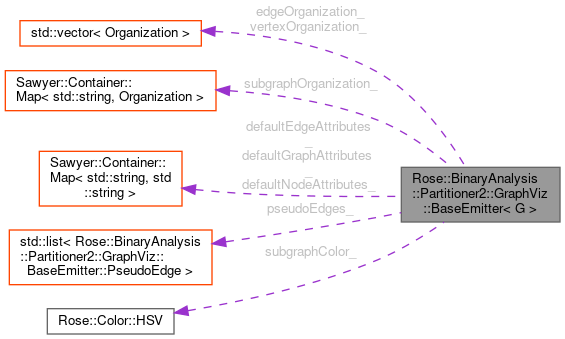 edgeOrganization_
vertexOrganization_
std::vector< Organization >
subgraphOrganization_
Sawyer::Container::
Map< std::string, Organization >
defaultEdgeAttributes
_
defaultGraphAttributes
_
defaultNodeAttributes_
Sawyer::Container::
Map< std::string, std
::string >
Rose::BinaryAnalysis
::Partitioner2::GraphViz
::BaseEmitter< G >
pseudoEdges_
std::list< Rose::BinaryAnalysis
::Partitioner2::GraphViz::
BaseEmitter::PseudoEdge >
subgraphColor_
Rose::Color::HSV